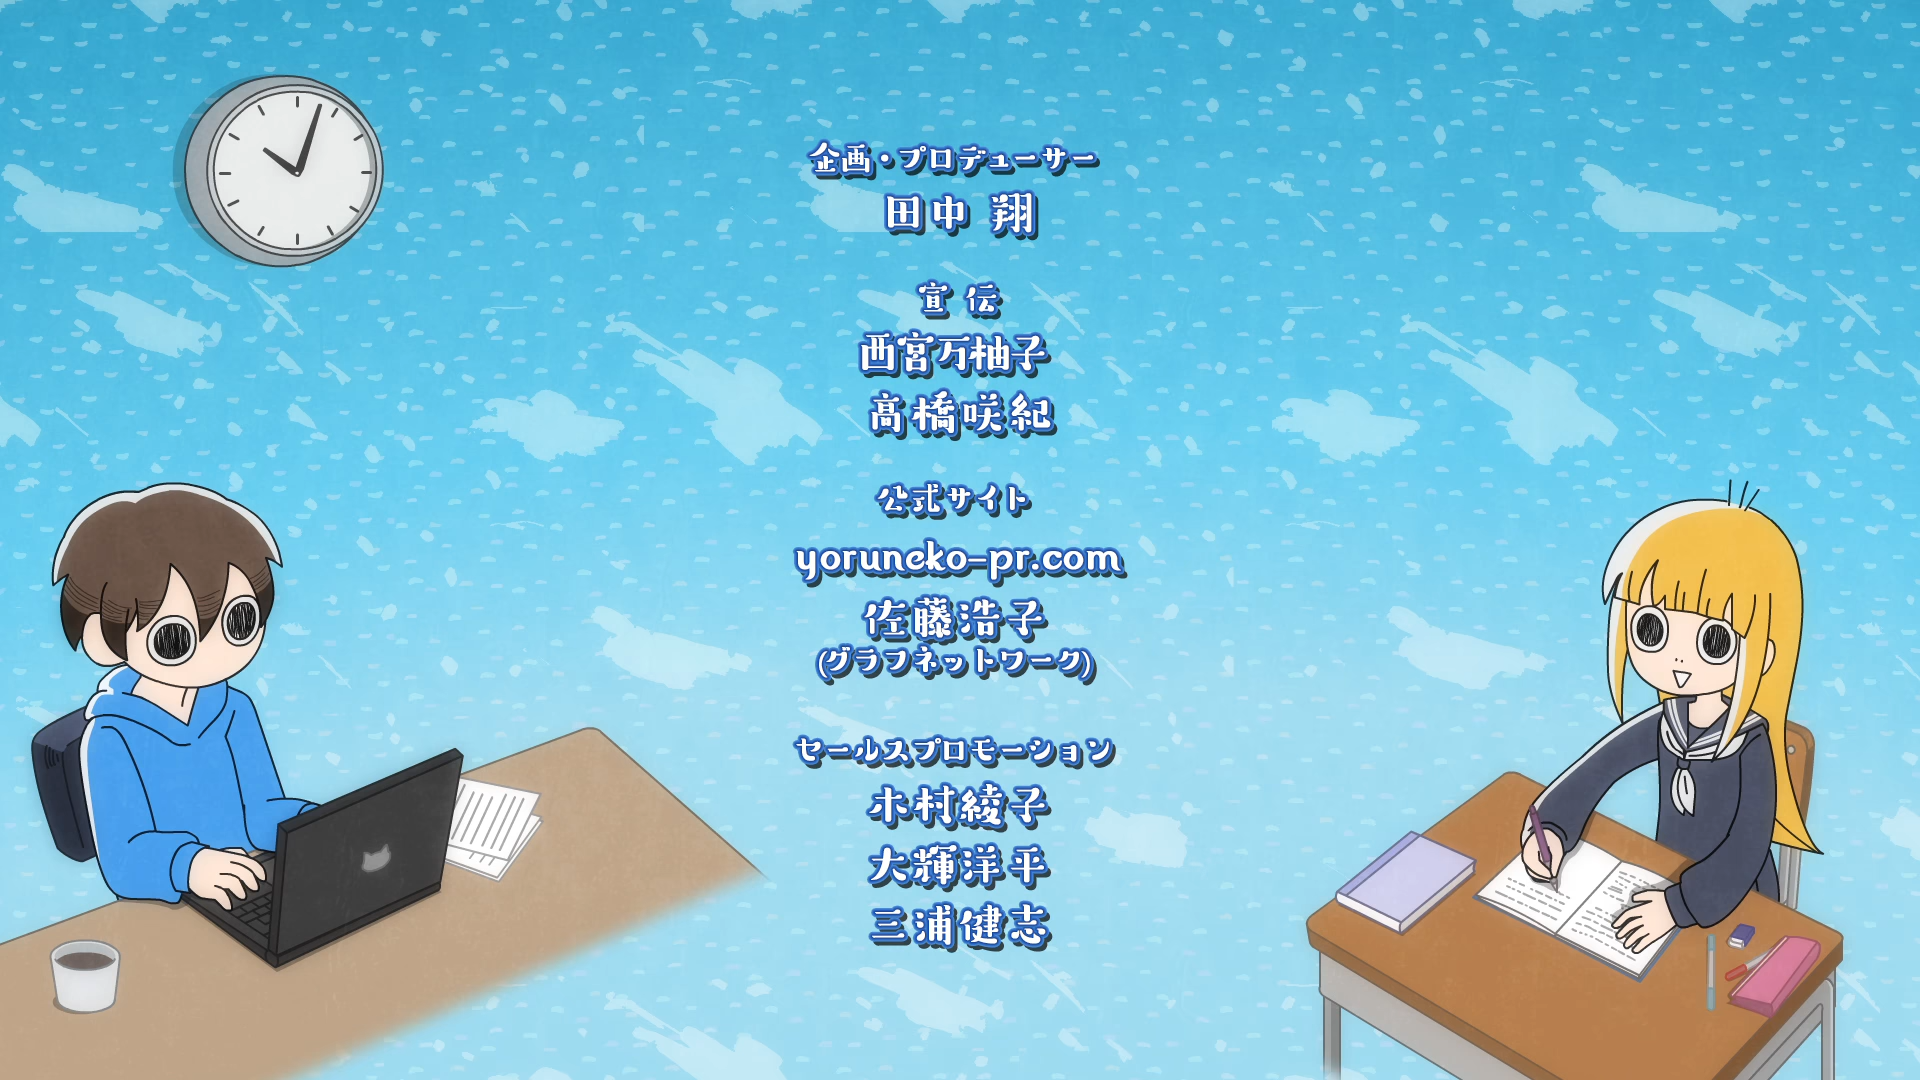 企画・プロデューサー
田中 翔
宣伝
西宮万柚子
髙橋咲紀
公式サイト
yoruneko-pr.com
佐藤浩子
(グラフネットワーク)
セールスプロモーション
木村綾子
大輝洋平
三浦健志